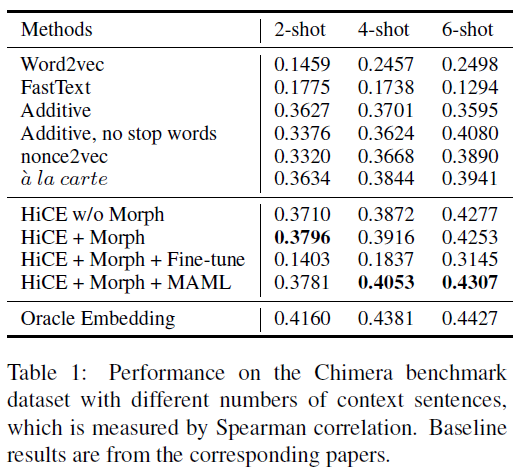 Methods 2-shot 4-shot 6-shot
Word2vec 0.1459 0.2457 0.2498
FastText 0.1775 0.1738 0.1294
Additive 0.3627 0.3701 0.3595
Additive, no stop words 0.3376 0.3624 0.4080
nonce2vec 0.3320 0.3668 0.3890
à la carte 0.3634 0.3844 0.3941
HiCE w/o Morph 0.3710 0.3872 0.4277
HiCE + Morph 0.3796 0.3916 0.4253
HiCE + Morph + Fine-tune 0.1403 0.1837 0.3145
HiCE + Morph + MAML 0.3781 0.4053 0.4307
Oracle Embedding 0.4160 0.4381 0.4427
Table 1: Performance on the Chimera benchmark
dataset with different numbers of context sentences,
which is measured by Spearman correlation. Baseline
results are from the corresponding papers.